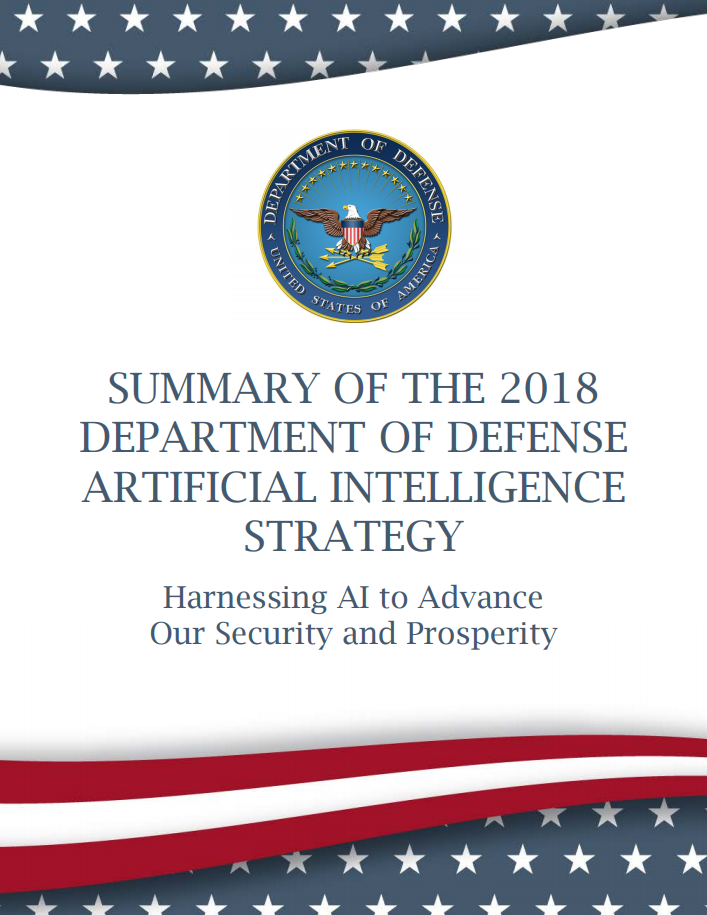 DEPARTMENT OF DEFENSE
UNITED STATES OF AMERICA
SUMMARY OF THE 2018
DEPARTMENT OF DEFENSE
ARTIFICIAL INTELLIGENCE
STRATEGY
Harnessing AI to Advance
Our Security and Prosperity